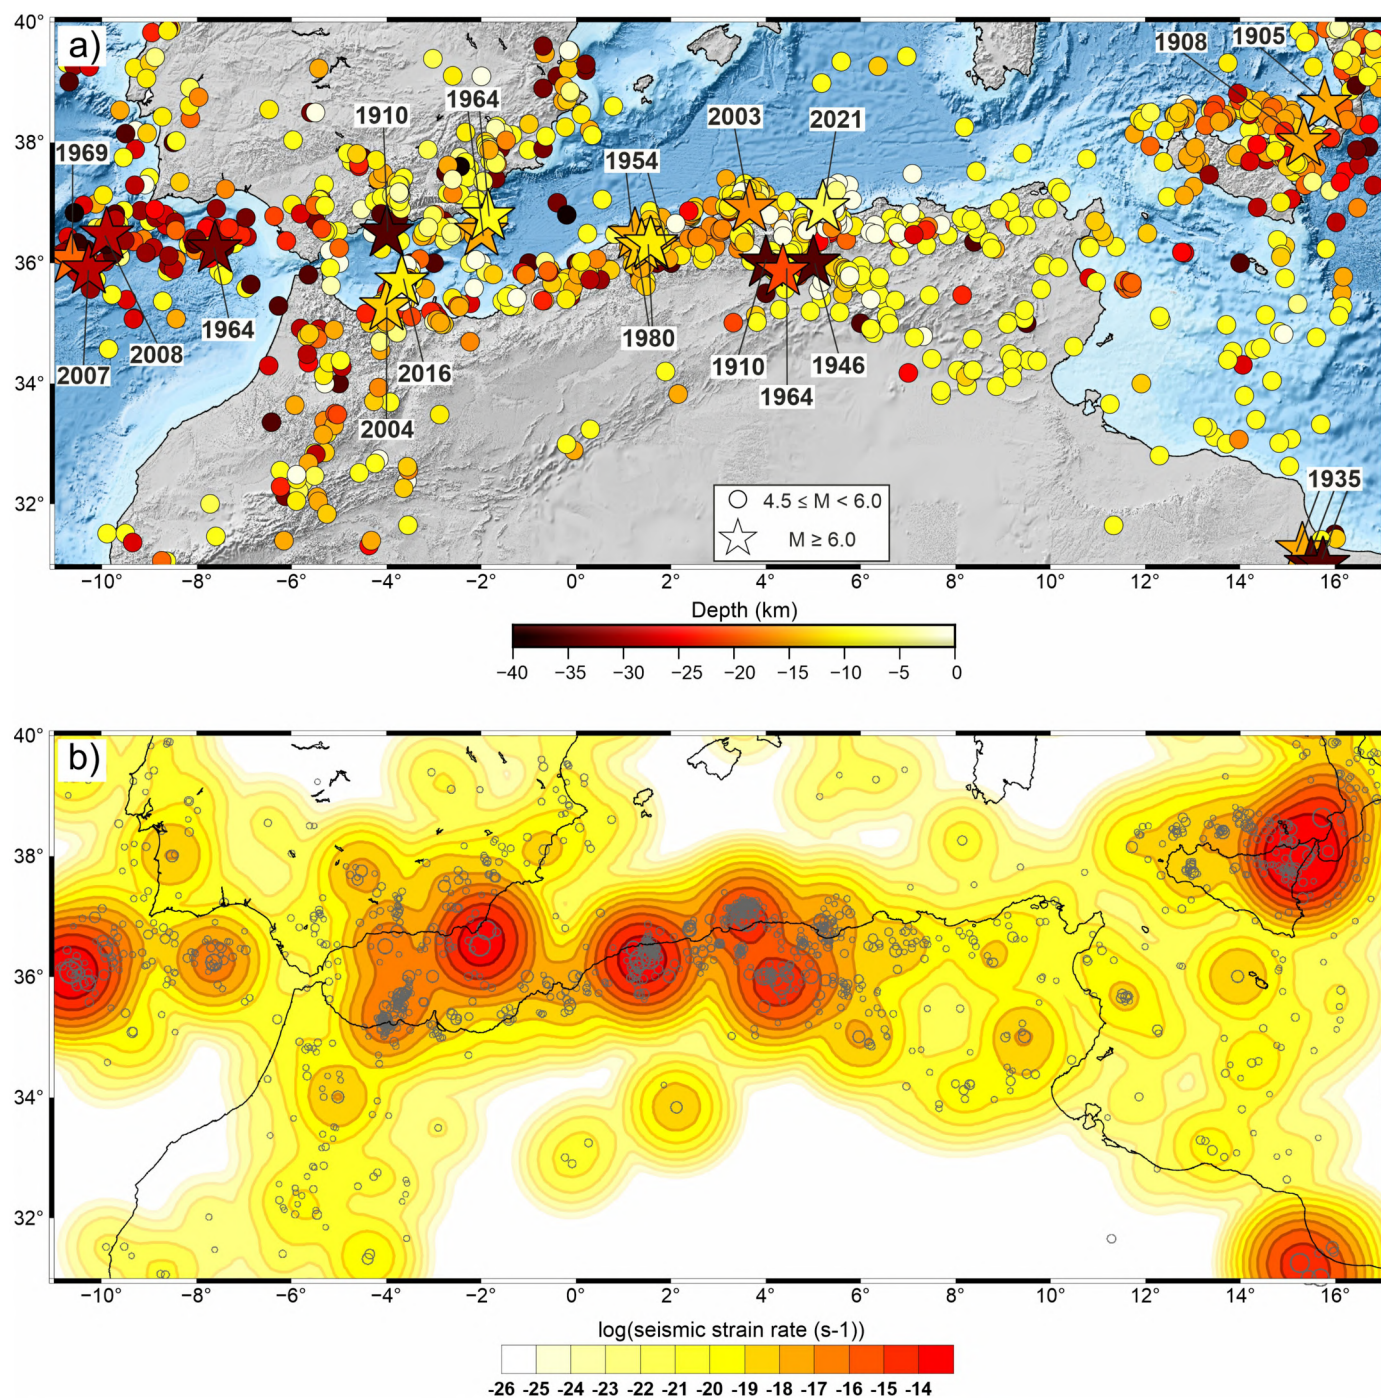 40°
a)
1908
1905
1964
1910
2003
2021
38°
1969
1954
36°
1964
2008
1980
2007
2016
1910
1946
34°
1964
2004
1935
4.5 ≤ M < 6.0
32°
M ≥ 6.0
−10° −8° −6° −4° −2° 0° 2° 4° 6° 8° 10° 12° 14° 16°
Depth (km)
−40 −35 −30 −25 −20 −15 −10 −5 0
40°
b)
38°
36°
34°
32°
−10° −8° −6° −4° −2° 0° 2° 4° 6° 8° 10° 12° 14° 16°
log(seismic strain rate (s-1))
-26 -25 -24 -22 -21 -20 -19 -18 -17 -16 -15 -14